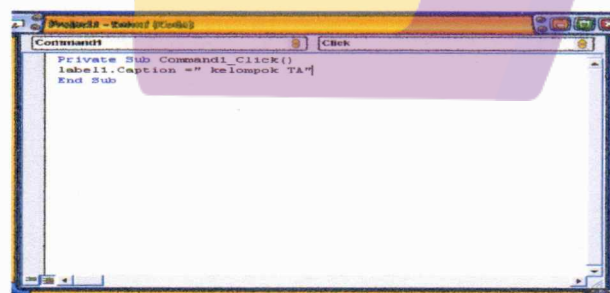 Command1 Click
Private Sub Command1_Click()
label1.Caption =" kelompok TA"
End Sub